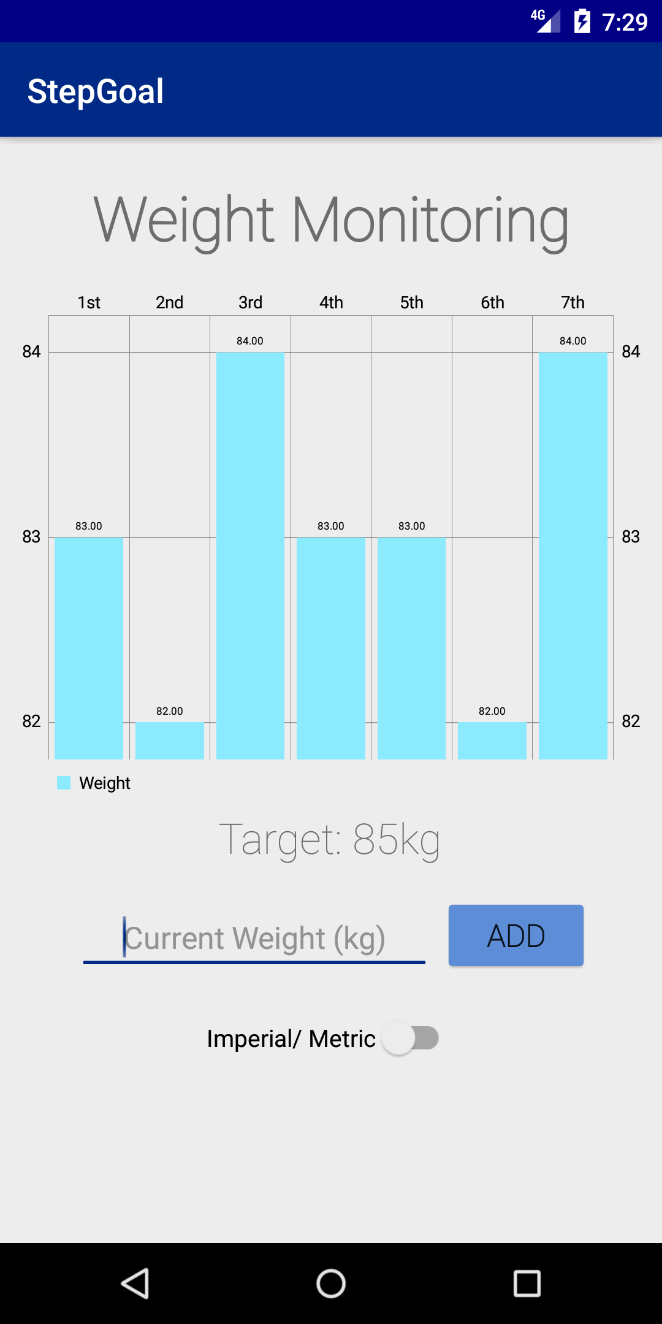 4G 7:29
StepGoal
Weight Monitoring
1st 2nd 3rd 4th 5th 6th 7th
84.00 84.00
84 84
83.00 83.00 83.00
83 83
82.00 82.00
82 82
Weight
Target: 85kg
Current Weight (kg) ADD
Imperial/ Metric